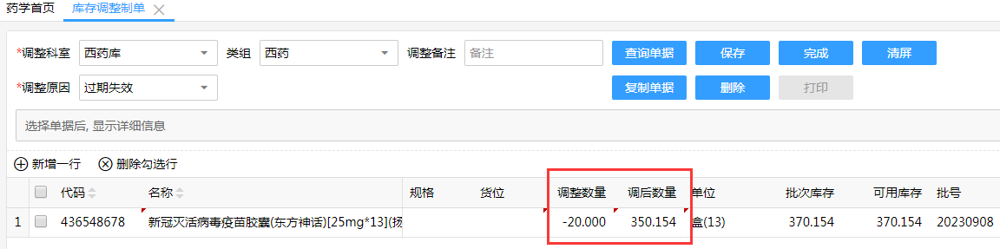 药学首页 库存调整制单
*调整科室 西药库 类组 西药 调整备注 备注 查询单据 保存 完成 清屏
*调整原因 过期失效 复制单据 删除 打印
选择单据后, 显示详细信息
新增一行 删除勾选行
代码 名称 规格 货位 调整数量 调后数量 单位 批次库存 可用库存 批号
1 436548678 新冠灭活病毒疫苗胶囊(东方神话)[25mg*13](扬 -20.000 350.154 盒(13) 370.154 370.154 20230908